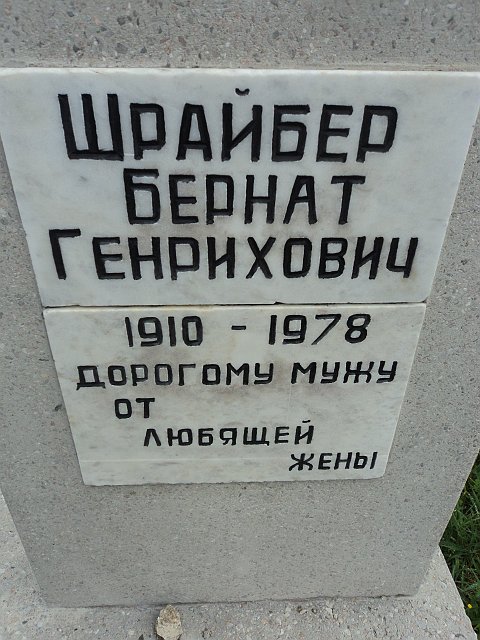 ШРАЙБЕР
БЕРНАТ
ГЕНРИХОВИЧ
1910 - 1978
ДОРОГОМУ МУЖУ
ОТ
ЛЮБЯЩЕЙ
ЖЕНЫ